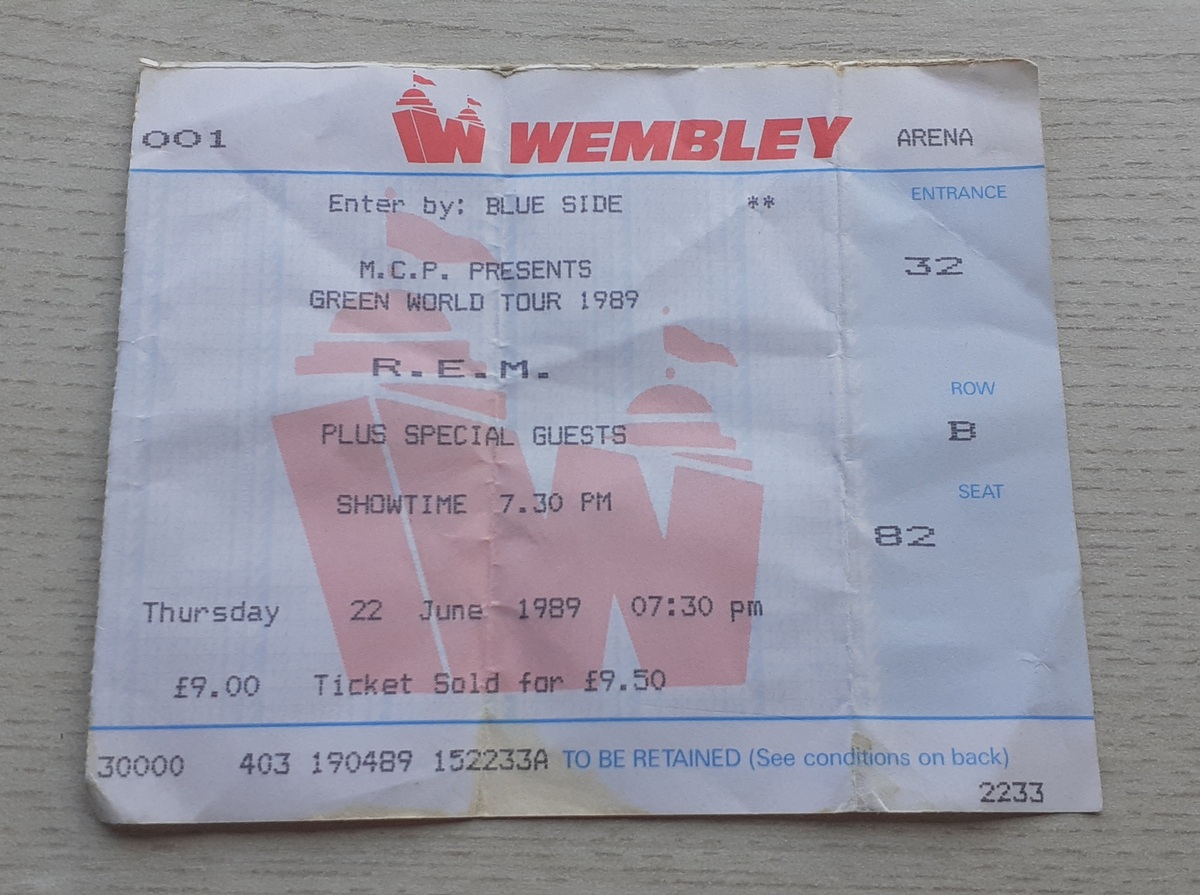 001 WEMBLEY ARENA
Enter by: BLUE SIDE **
ENTRANCE
32
M.C.P. PRESENTS
GREEN WORLD TOUR 1989
R.E.M.
ROW
B
PLUS SPECIAL GUESTS
SEAT
82
SHOWTIME 7.30 PM
Thursday 22 June 1989 07:30 pm
£9.00 Ticket Sold for £9.50
30000 403 190489 152233A TO BE RETAINED (See conditions on back)
2233